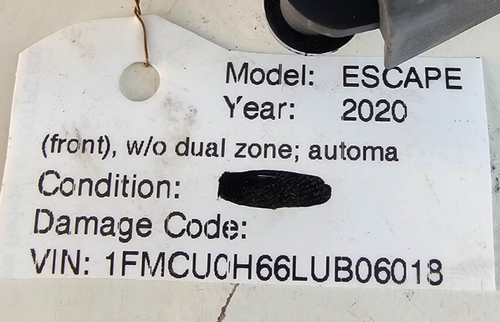 Model: ESCAPE
Year: 2020
(front), w/o dual zone; automa
Condition:
Damage Code:
VIN: 1FMCU0H66LUB06018